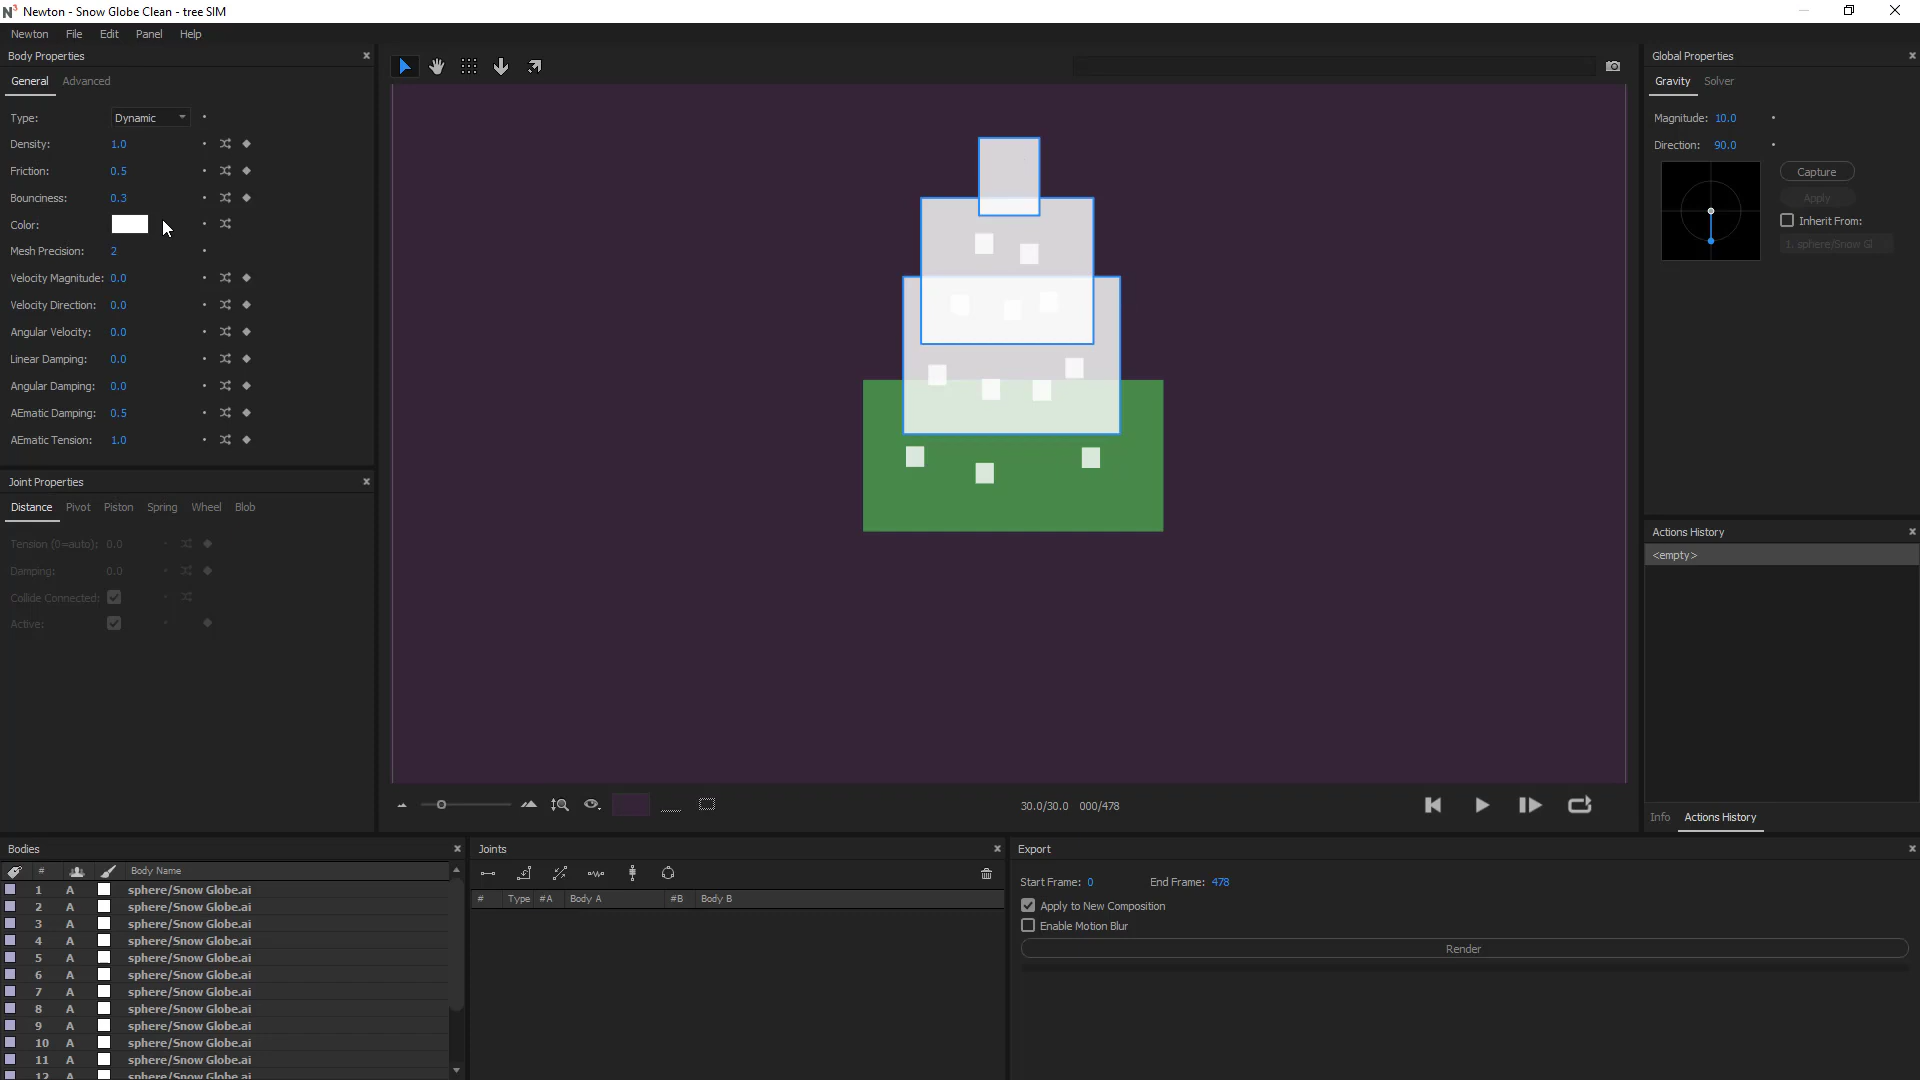 Newton - Snow Globe Clean - tree SIM
Newton File Edit Panel Help
Body Properties
General Advanced
Type: Dynamic
Density: 1.0
Friction: 0.5
Bounciness: 0.3
Color:
Mesh Precision: 2
Velocity Magnitude: 0.0
Velocity Direction: 0.0
Angular Velocity: 0.0
Linear Damping: 0.0
Angular Damping: 0.0
AEmatic Damping: 0.5
AEmatic Tension: 1.0
Joint Properties
Distance Pivot Piston Spring Wheel Blob
Tension (0=auto): 0.0
Damping: 0.0
Collide Connected:
Active:
30.0/30.0 000/478
Global Properties
Gravity Solver
Magnitude: 10.0
Direction: 90.0
Capture
Apply
Inherit From:
1. sphere/Snow Gl
Actions History
<empty>
Info Actions History
Bodies
# Body Name
1 A sphere/Snow Globe.ai
2 A sphere/Snow Globe.ai
3 A sphere/Snow Globe.ai
4 A sphere/Snow Globe.ai
5 A sphere/Snow Globe.ai
6 A sphere/Snow Globe.ai
7 A sphere/Snow Globe.ai
8 A sphere/Snow Globe.ai
9 A sphere/Snow Globe.ai
10 A sphere/Snow Globe.ai
11 A sphere/Snow Globe.ai
12 A sphere/Snow Globe.ai
Joints
# Type #A Body A #B Body B
Export
Start Frame: 0 End Frame: 478
Apply to New Composition
Enable Motion Blur
Render